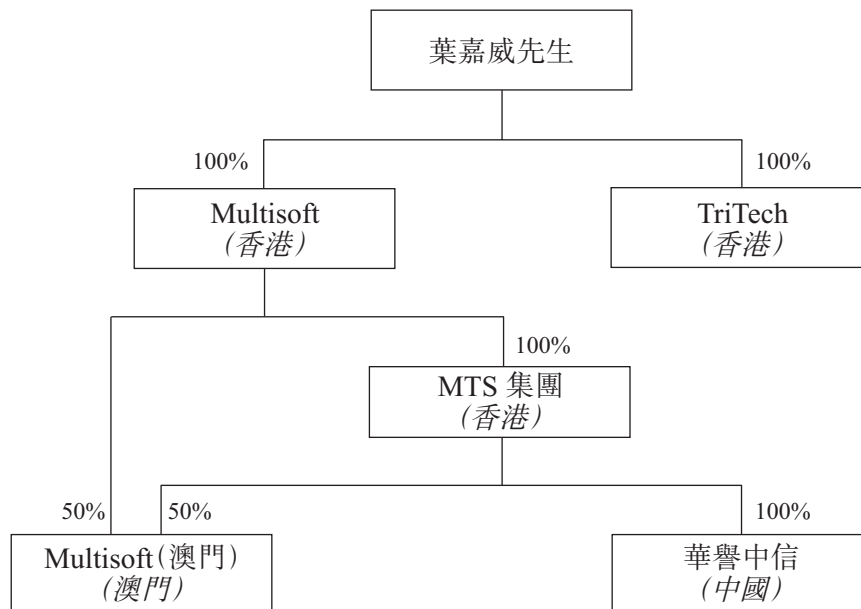 葉嘉威先生
100%
100%
Multisoft
(香港)
TriTech
(香港)
100%
MTS 集團
(香港)
50%
50%
100%
Multisoft(澳門)
(澳門)
華譽中信
(中國)